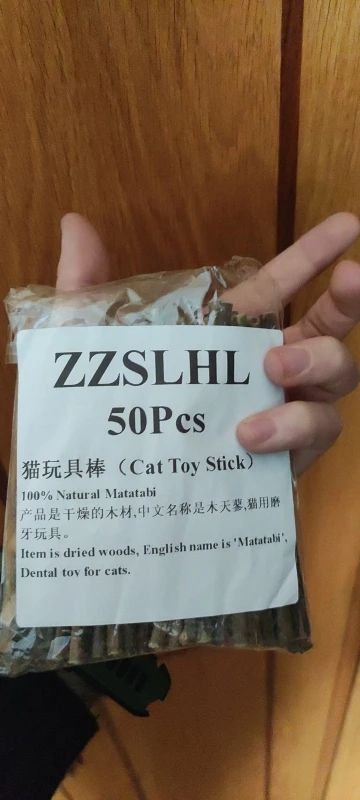 ZZSLHL
50Pcs
猫玩具棒（Cat Toy Stick）
100% Natural Matatabi
产品是干燥的木材,中文名称是木天蓼,猫用磨
牙玩具。
Item is dried woods, English name is 'Matatabi',
Dental toy for cats.